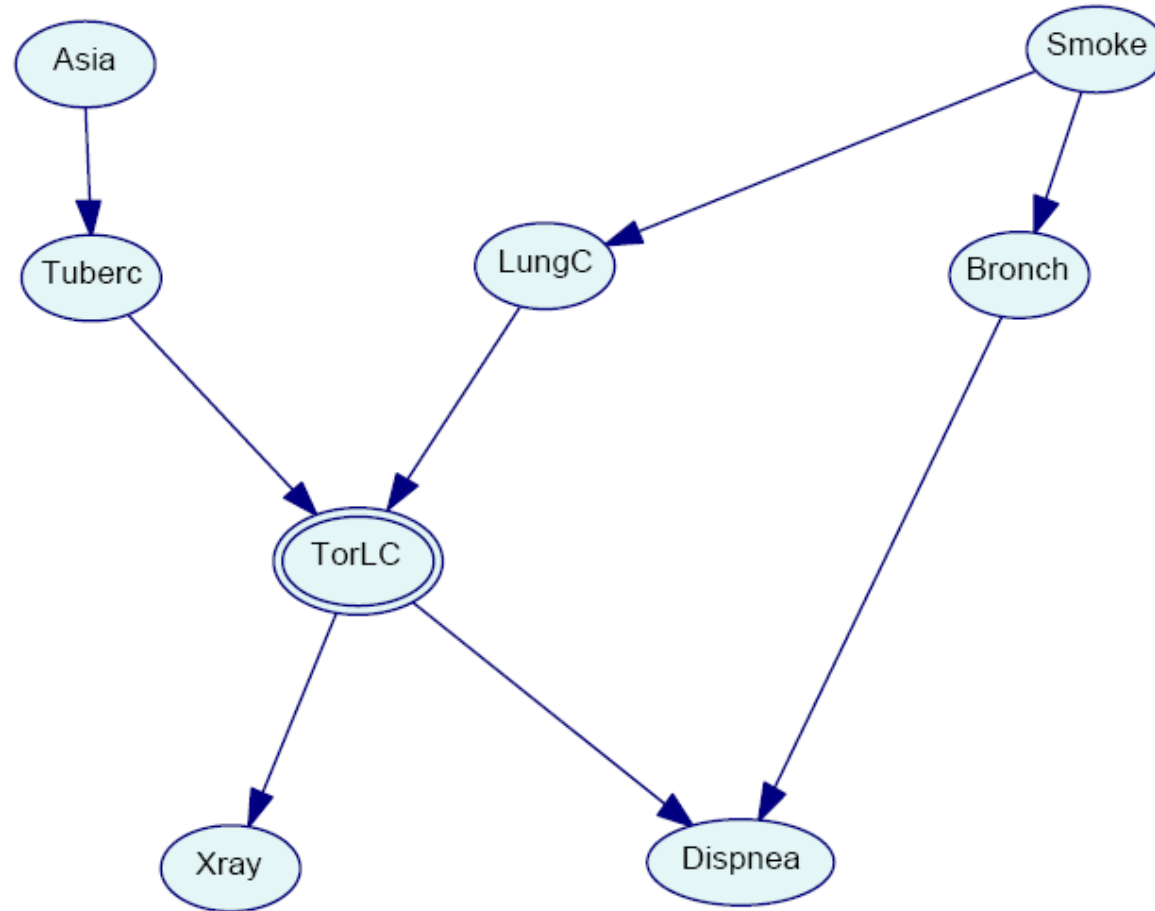 Asia
Smoke
Tuberc
LungC
Bronch
TorLC
Xray
Dispnea